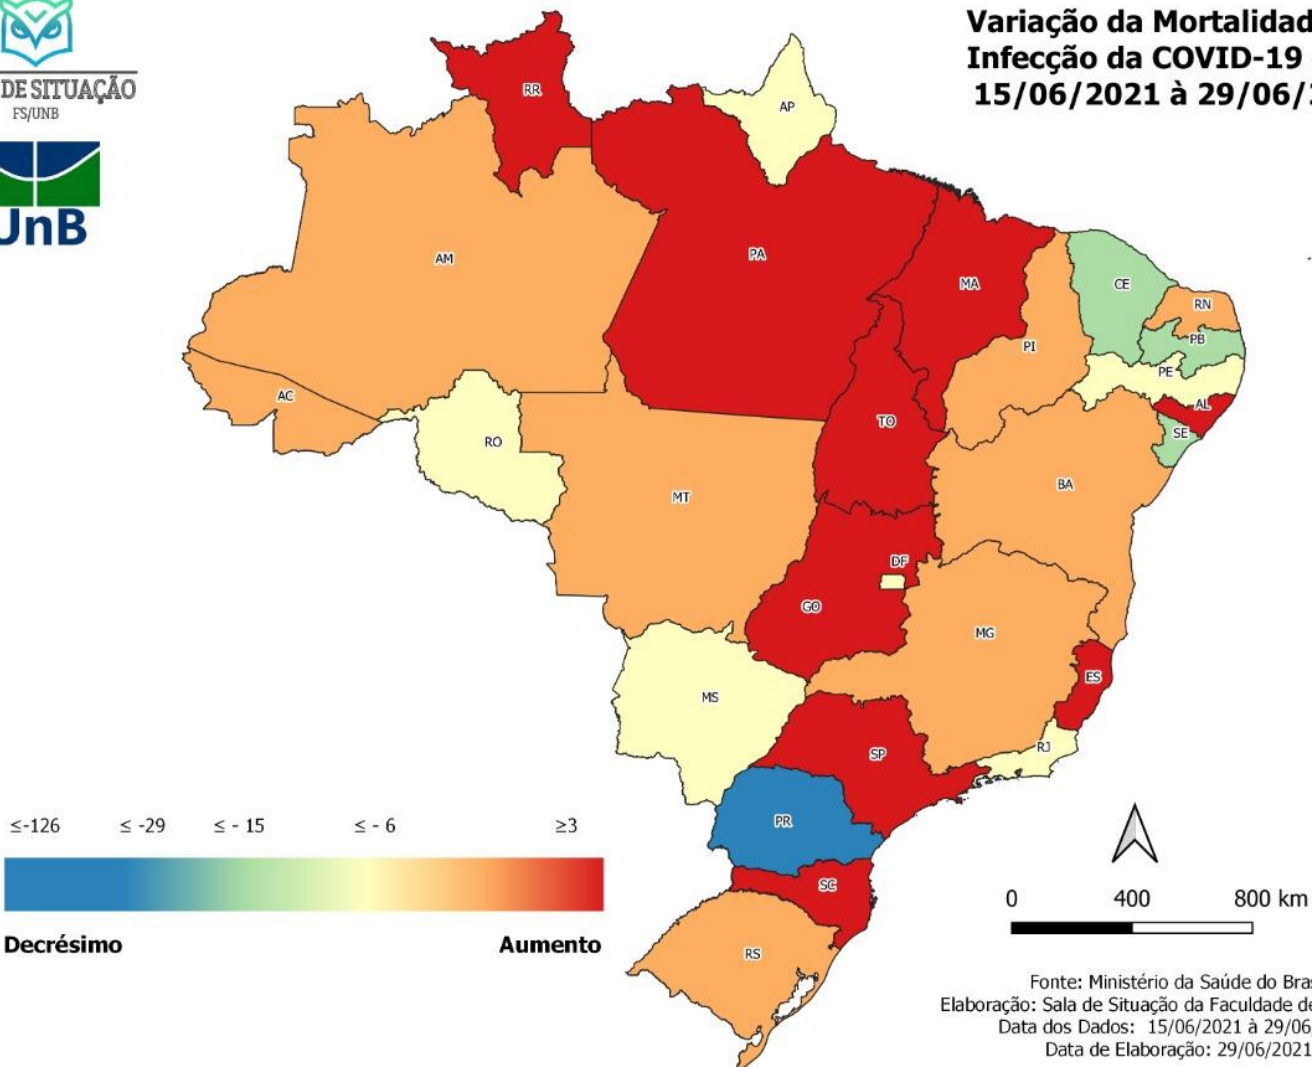 DE SITUAÇÃO
FS/UNB
UnB
Variação da Mortalidad
Infecção da COVID-19
15/06/2021 à 29/06/
RR
AP
AM
PA
MA
CE
RN
PB
PI
PE
AC
AL
TO
SE
RO
BA
MT
DF
GO
MG
ES
MS
RJ
SP
PR
SC
RS
≤-126 ≤ -29 ≤ - 15 ≤ - 6 ≥3
Decrésimo Aumento
0 400 800 km
Fonte: Ministério da Saúde do Bras
Elaboração: Sala de Situação da Faculdade de
Data dos Dados: 15/06/2021 à 29/06/
Data de Elaboração: 29/06/2021